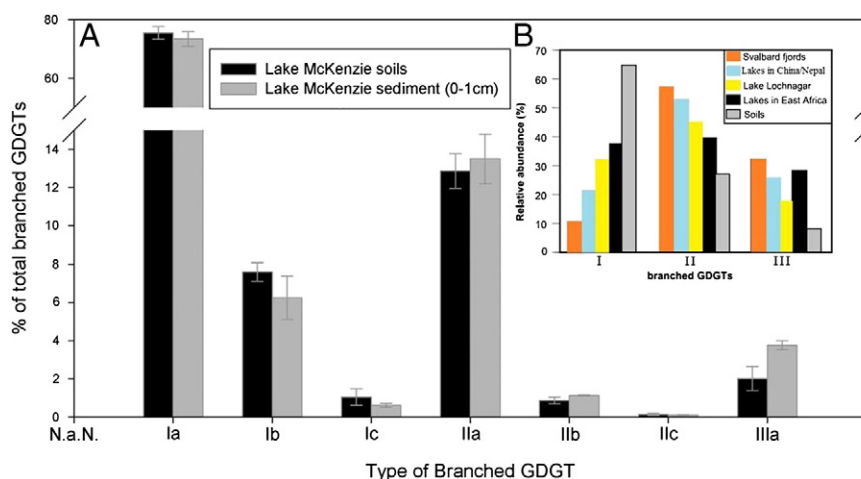 A
80
60
14
12
10
8
6
4
2
0
% of total branched GDGTs
Lake McKenzie soils
Lake McKenzie sediment (0-1cm)
N.a.N.
Ia
Ib
Ic
IIa
IIb
IIc
IIIa
Type of Branched GDGT
B
70
60
50
40
30
20
10
0
Relative abundance (%)
Svalbard fjords
Lakes in China/Nepal
Lake Lochnagar
Lakes in East Africa
Soils
I
II
III
branched GDGTs